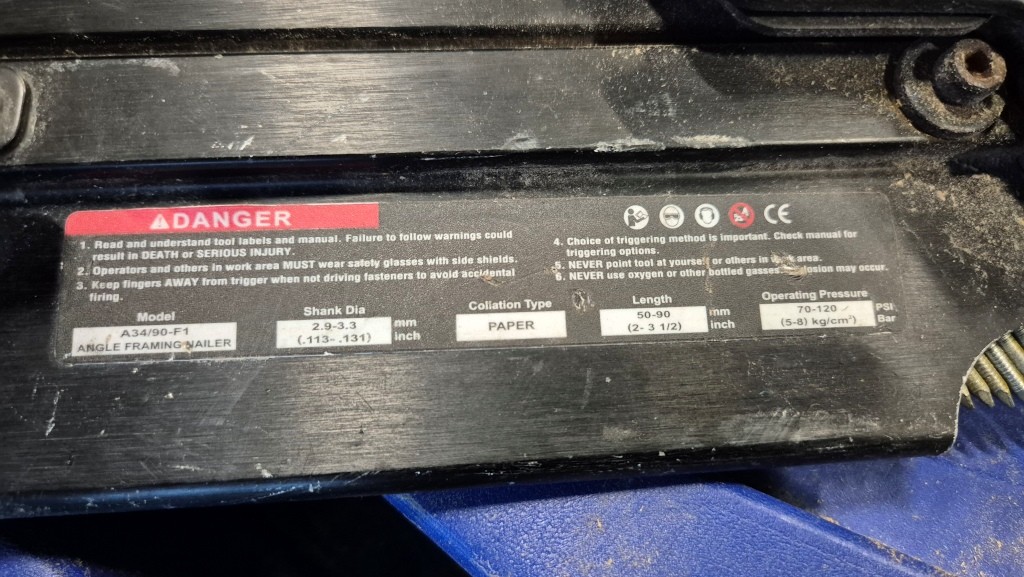 DANGER
1. Read and understand tool labels and manual. Failure to follow warnings could
result in DEATH or SERIOUS INJURY.
2. Operators and others in work area MUST wear safely glasses with side shields.
3. Keep fingers AWAY from trigger when not driving fasteners to avoid accidental
firing.
CE
4. Choice of triggering method is important. Check manual for
triggering options.
5. NEVER point tool at yourself or others in work area.
6. NEVER use oxygen or other bottled gasses. Explosion may occur.
Model
A34/90-F1
ANGLE FRAMING NAILER
Shank Dia
2.9-3.3 mm
(.113-.131) inch
Coliation Type
PAPER
Length
50-90 mm
(2- 3 1/2) inch
Operating Pressure
70-120 PSI
(5-8) kg/cm²) Bar